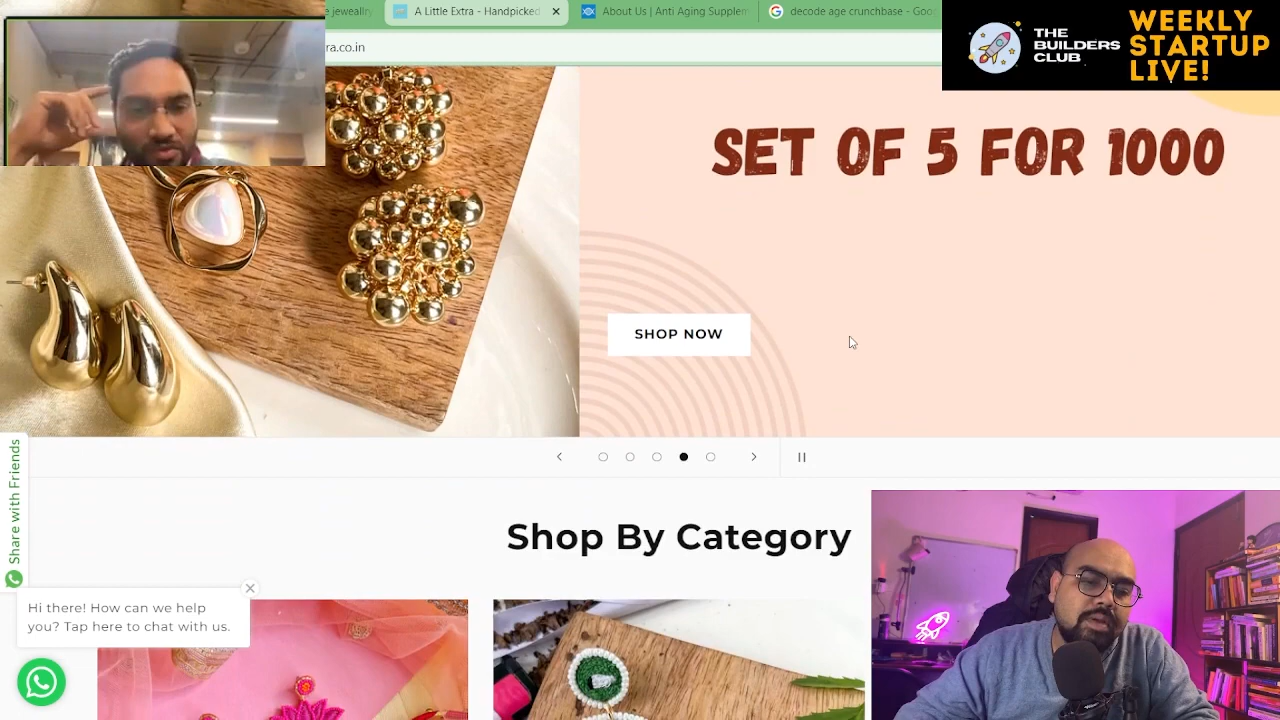 e jeweallry
A Little Extra - Handpicked
About Us | Anti Aging Supplem
decode age crunchbase - Goo
ra.co.in
THE
BUILDERS
CLUB
WEEKLY
STARTUP
LIVE!
SET OF 5 FOR 1000
SHOP NOW
Share with Friends
Shop By Category
Hi there! How can we help
you? Tap here to chat with us.